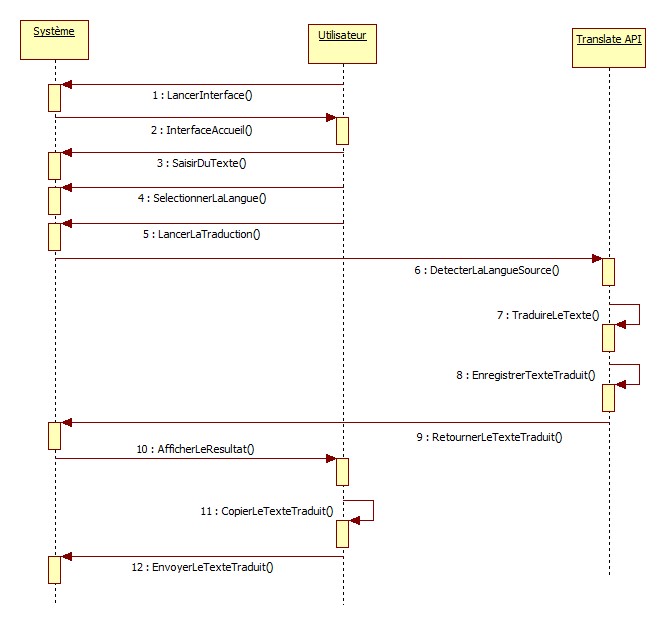 Système
Utilisateur
Translate API
1 : LancerInterface()
2 : InterfaceAccueil()
3 : SaisirDuTexte()
4 : SelectionnerLaLangue()
5 : LancerLaTraduction()
6 : DetecterLaLangueSource()
7 : TraduireLeTexte()
8 : EnregistrerTexteTraduit()
9 : RetournerLeTexteTraduit()
10 : AfficherLeResultat()
11 : CopierLeTexteTraduit()
12 : EnvoyerLeTexteTraduit()